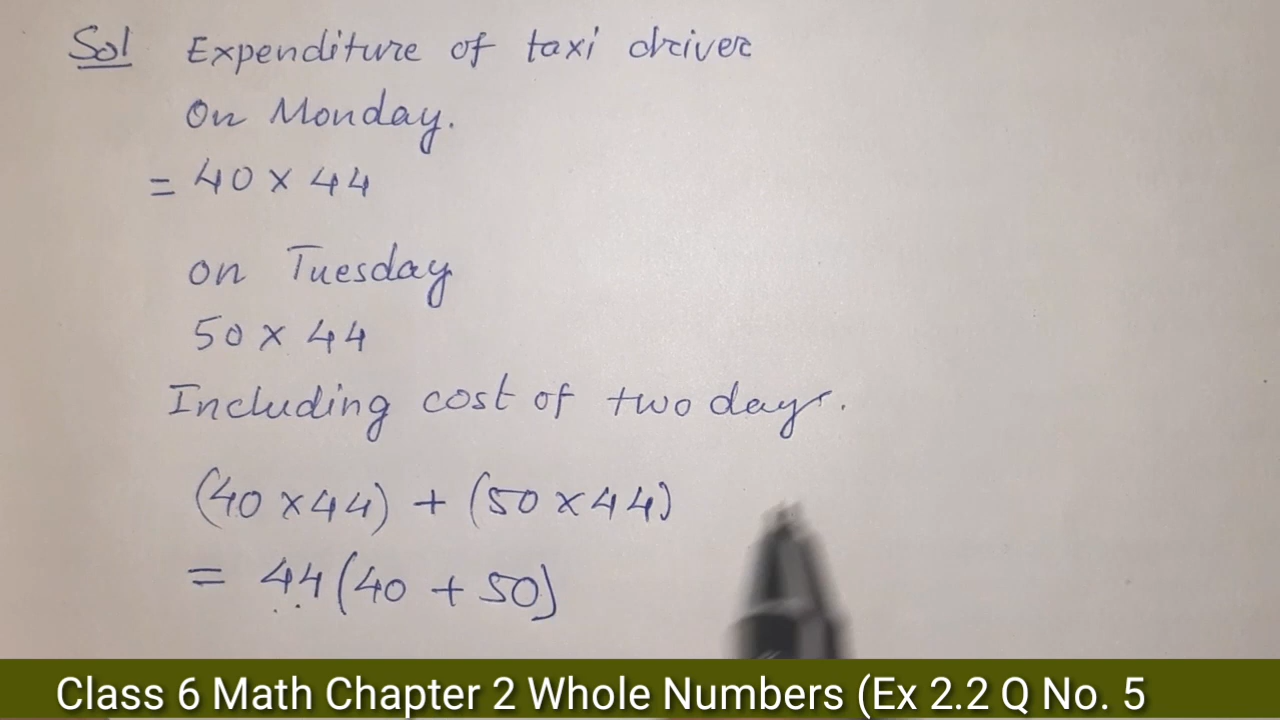 Sol Expenditure of taxi driver
On Monday.
= 40 × 44
on Tuesday
50 × 44
Including cost of two days.
(40 × 44) + (50 × 44)
= 44(40 + 50)
Class 6 Math Chapter 2 Whole Numbers (Ex 2.2 Q No. 5